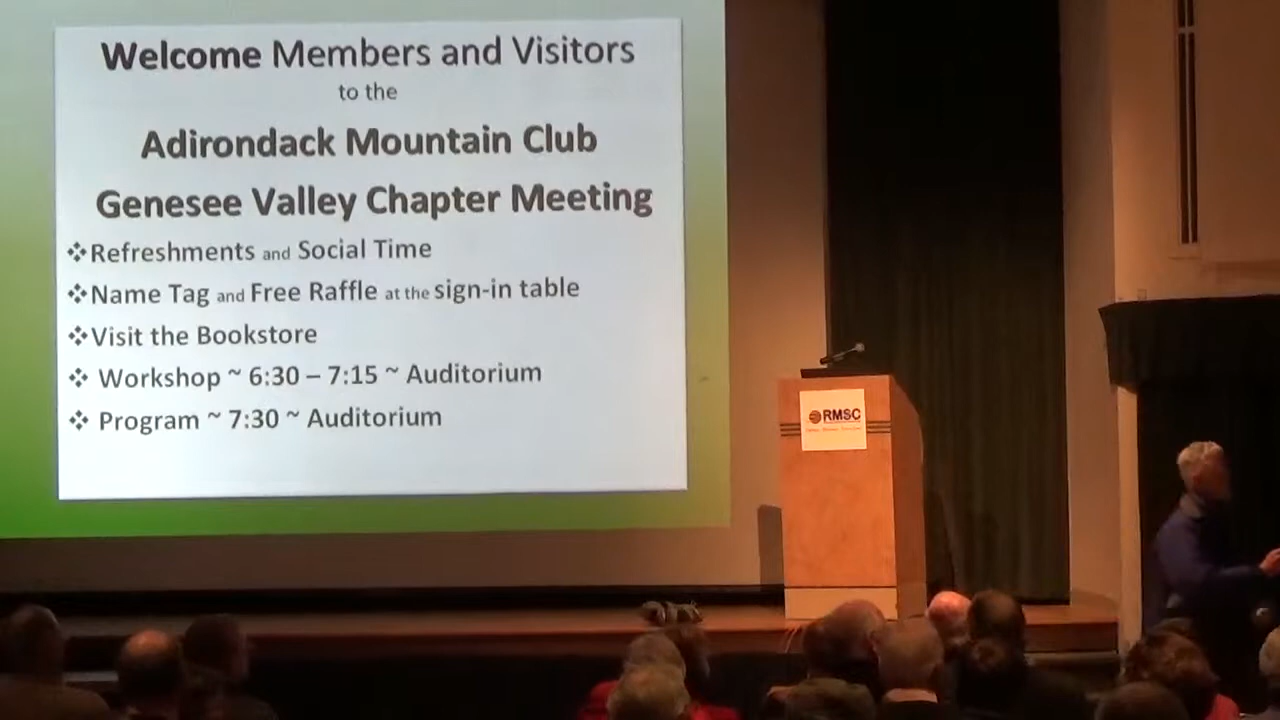 Welcome Members and Visitors
to the
Adirondack Mountain Club
Genesee Valley Chapter Meeting
❖Refreshments and Social Time
❖Name Tag and Free Raffle at the sign-in table
❖Visit the Bookstore
❖ Workshop ~ 6:30 – 7:15 ~ Auditorium
❖ Program ~ 7:30 ~ Auditorium
RMSC